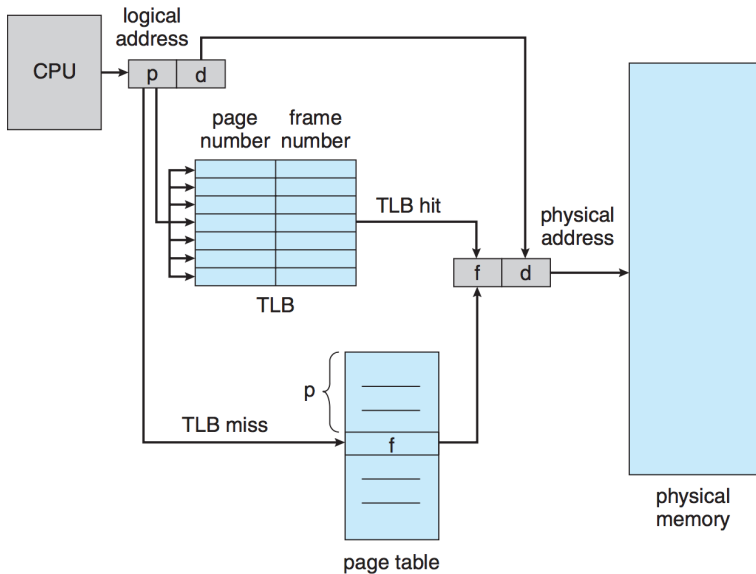 logical
address
CPU
p
d
page
number
frame
number
TLB hit
TLB
physical
address
f
d
p
TLB miss
f
page table
physical
memory